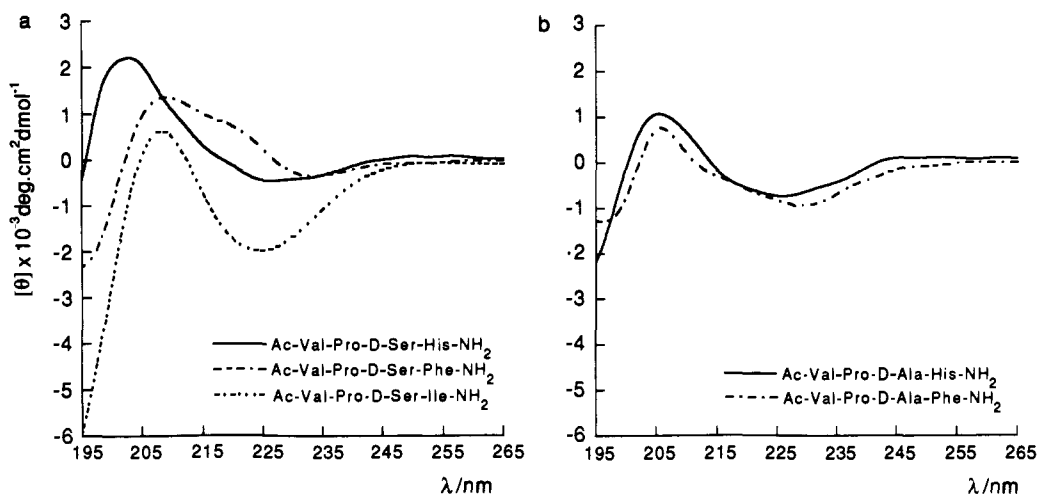 a
[θ] x 10⁻³deg.cm²dmol⁻¹
3
2
1
0
-1
-2
-3
-4
-5
-6
195 205 215 225 235 245 255 265
λ/nm
Ac-Val-Pro-D-Ser-His-NH₂
Ac-Val-Pro-D-Ser-Phe-NH₂
Ac-Val-Pro-D-Ser-Ile-NH₂
b
3
2
1
0
-1
-2
-3
-4
-5
-6
195 205 215 225 235 245 255 265
λ/nm
Ac-Val-Pro-D-Ala-His-NH₂
Ac-Val-Pro-D-Ala-Phe-NH₂